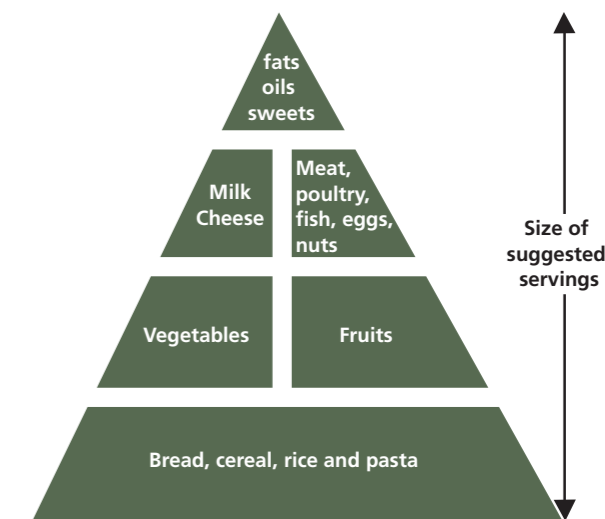 fats
oils
sweets
Milk
Cheese
Meat,
poultry,
fish, eggs,
nuts
Size of
suggested
servings
Vegetables
Fruits
Bread, cereal, rice and pasta